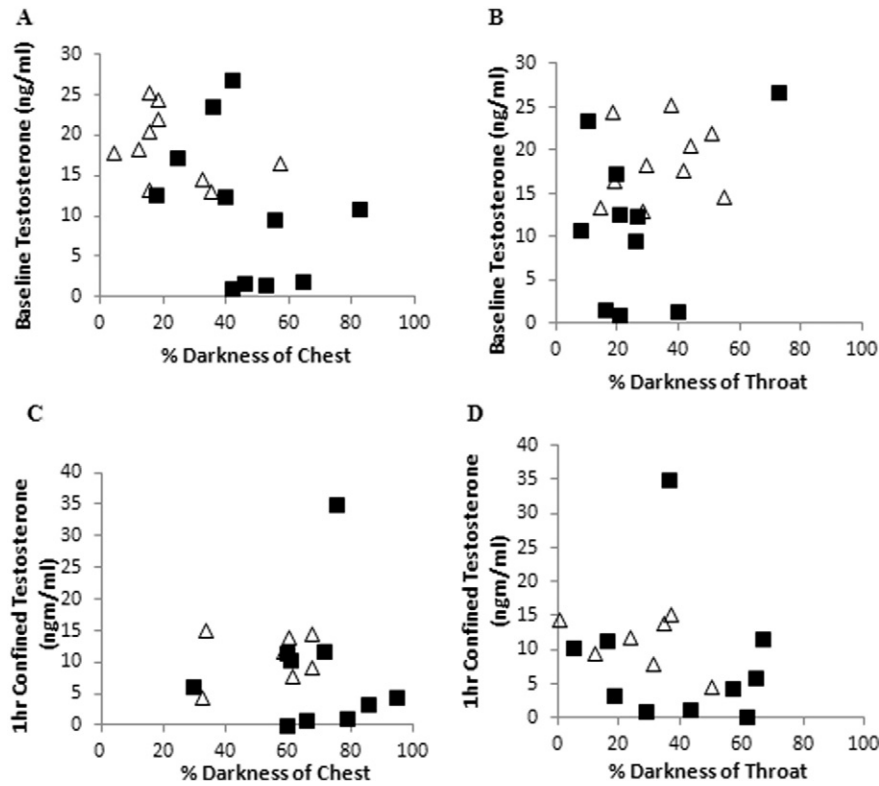 A
Baseline Testosterone (ng/ml)
30
25
20
15
10
5
0
0 20 40 60 80 100
% Darkness of Chest
B
Baseline Testosterone (ng/ml)
30
25
20
15
10
5
0
0 20 40 60 80 100
% Darkness of Throat
C
1hr Confined Testosterone
(ngm/ml)
40
35
30
25
20
15
10
5
0
0 20 40 60 80 100
% Darkness of Chest
D
1hr Confined Testosterone
(ngm/ml)
40
35
30
25
20
15
10
5
0
0 20 40 60 80 100
% Darkness of Throat